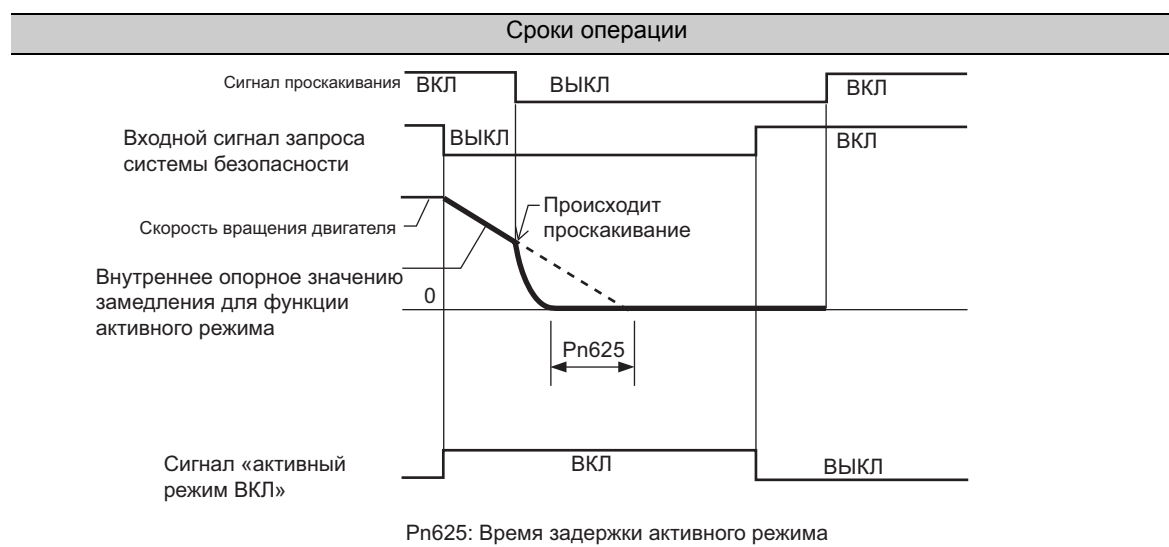 Сроки операции
Сигнал проскакивания
ВКЛ
ВЫКЛ
ВКЛ
Входной сигнал запроса
системы безопасности
ВЫКЛ
ВКЛ
Происходит
проскакивание
Скорость вращения двигателя
Внутреннее опорное значению
замедления для функции
активного режима
0
Pn625
Сигнал «активный
режим ВКЛ»
ВКЛ
ВЫКЛ
Pn625: Время задержки активного режима